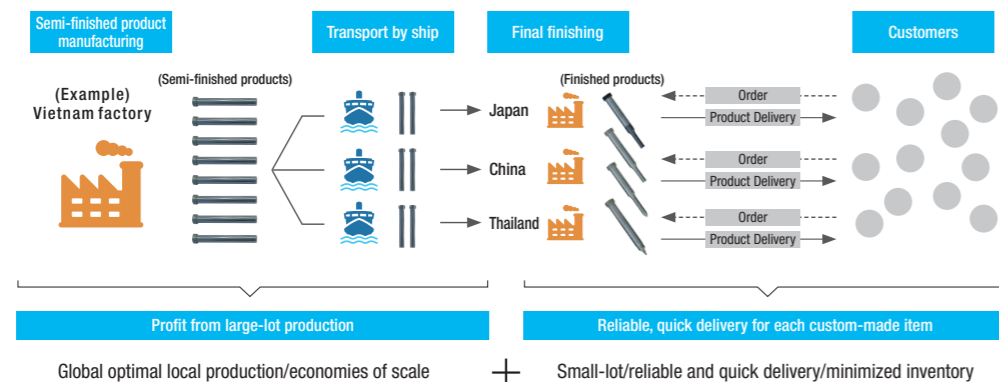 Semi-finished product
manufacturing
Transport by ship
Final finishing
Customers
(Example)
Vietnam factory
(Semi-finished products)
(Finished products)
Japan
Order
Product Delivery
China
Order
Product Delivery
Thailand
Order
Product Delivery
Profit from large-lot production
Reliable, quick delivery for each custom-made item
Global optimal local production/economies of scale
+
Small-lot/reliable and quick delivery/minimized inventory